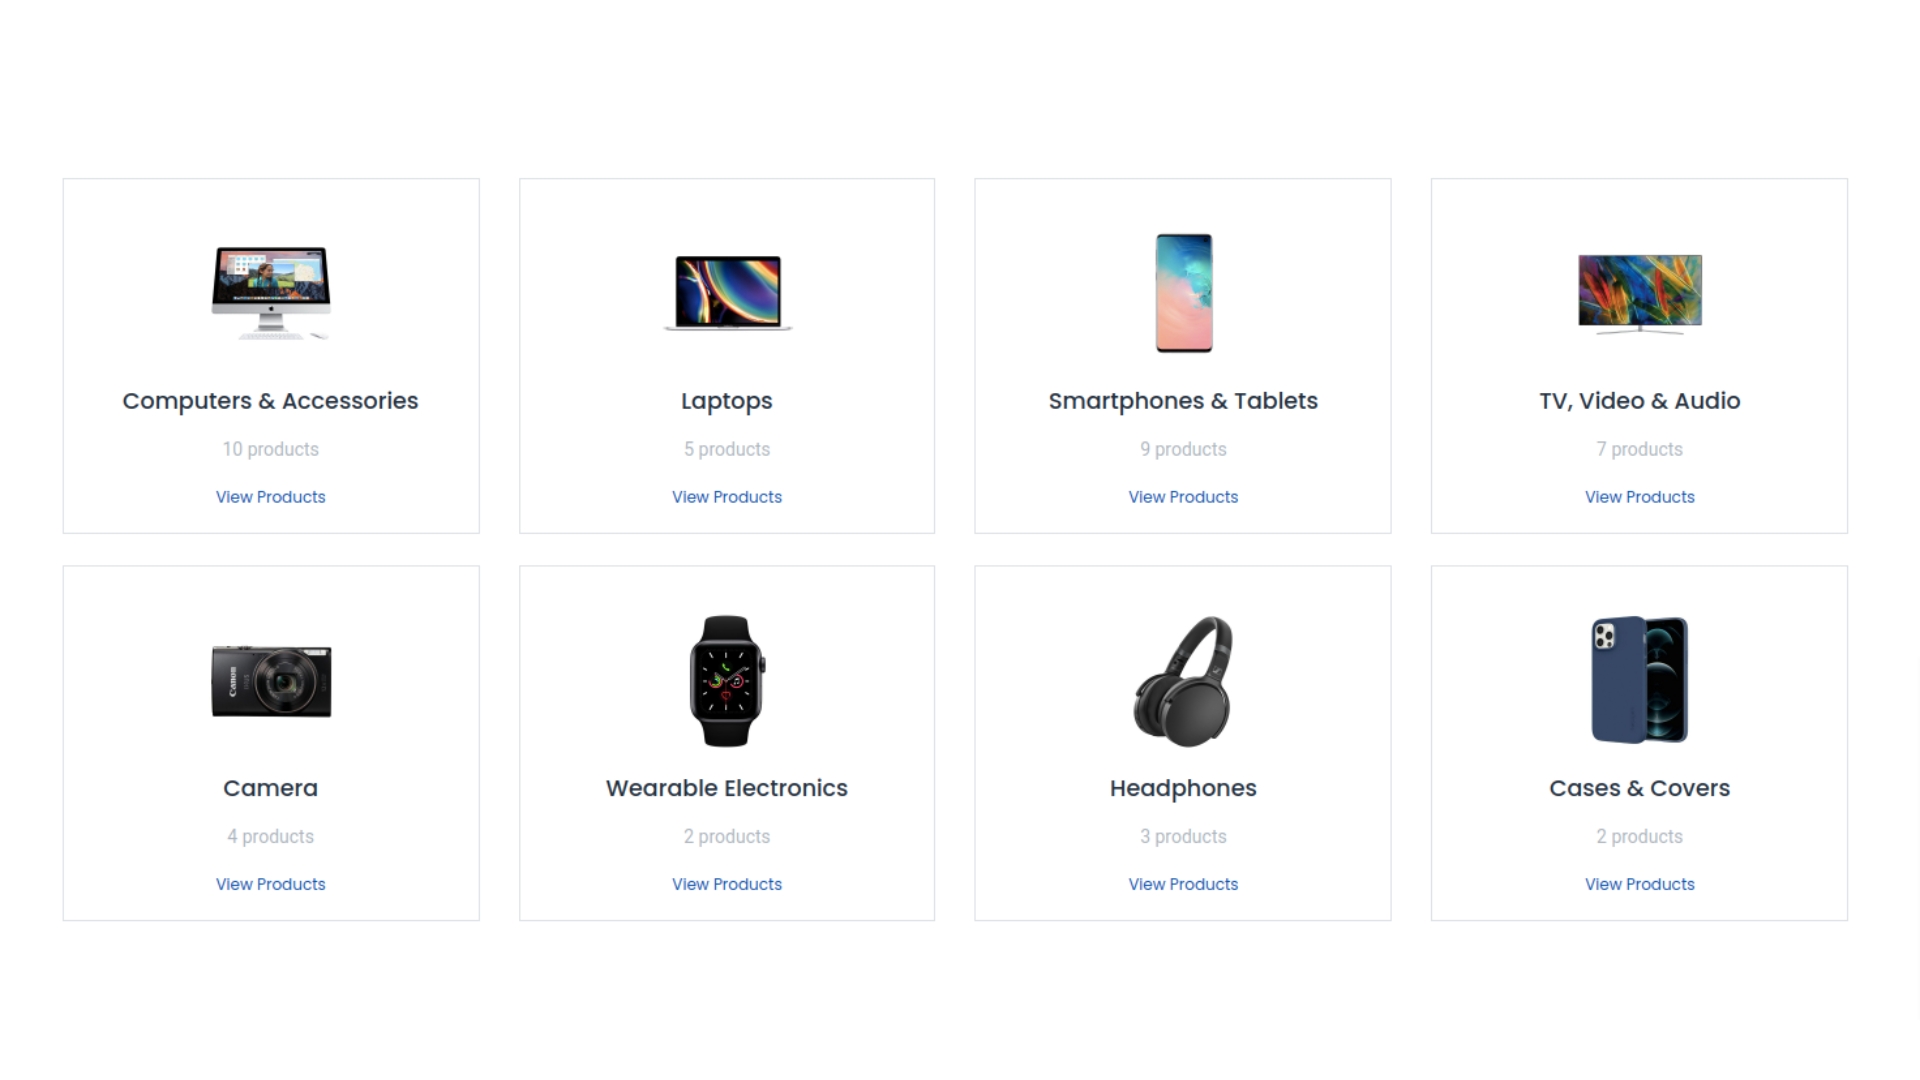 Computers & Accessories
10 products
View Products
Laptops
5 products
View Products
Smartphones & Tablets
9 products
View Products
TV, Video & Audio
7 products
View Products
Canon
Camera
4 products
View Products
Wearable Electronics
2 products
View Products
Headphones
3 products
View Products
Cases & Covers
2 products
View Products